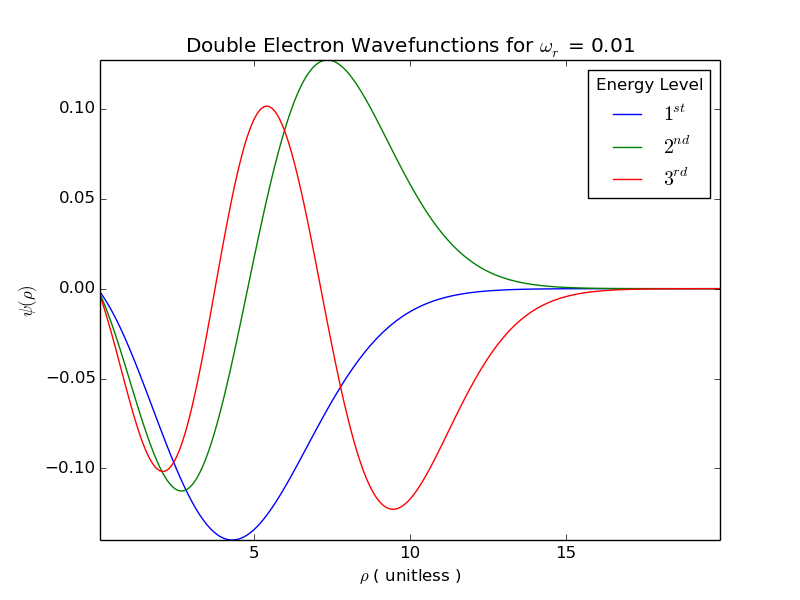 Double Electron Wavefunctions for ω_r = 0.01
Energy Level
1^st
2^nd
3^rd
0.10
0.05
0.00
−0.05
−0.10
ψ(ρ)
5 10 15
ρ ( unitless )